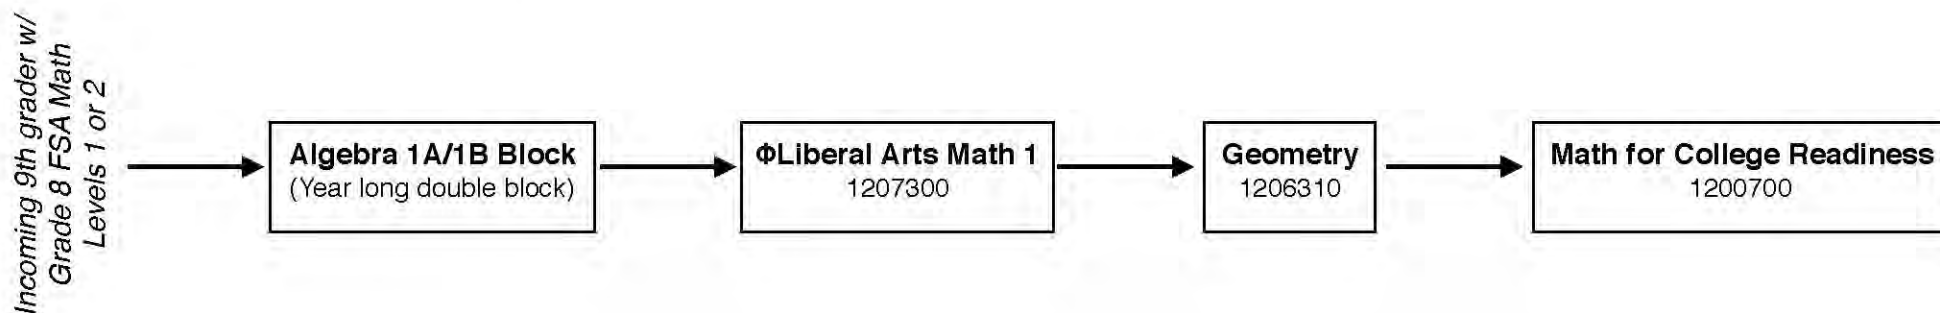 Incoming 9th grader w/
Grade 8 FSA Math
Levels 1 or 2
Algebra 1A/1B Block
(Year long double block)
ΦLiberal Arts Math 1
1207300
Geometry
1206310
Math for College Readiness
1200700